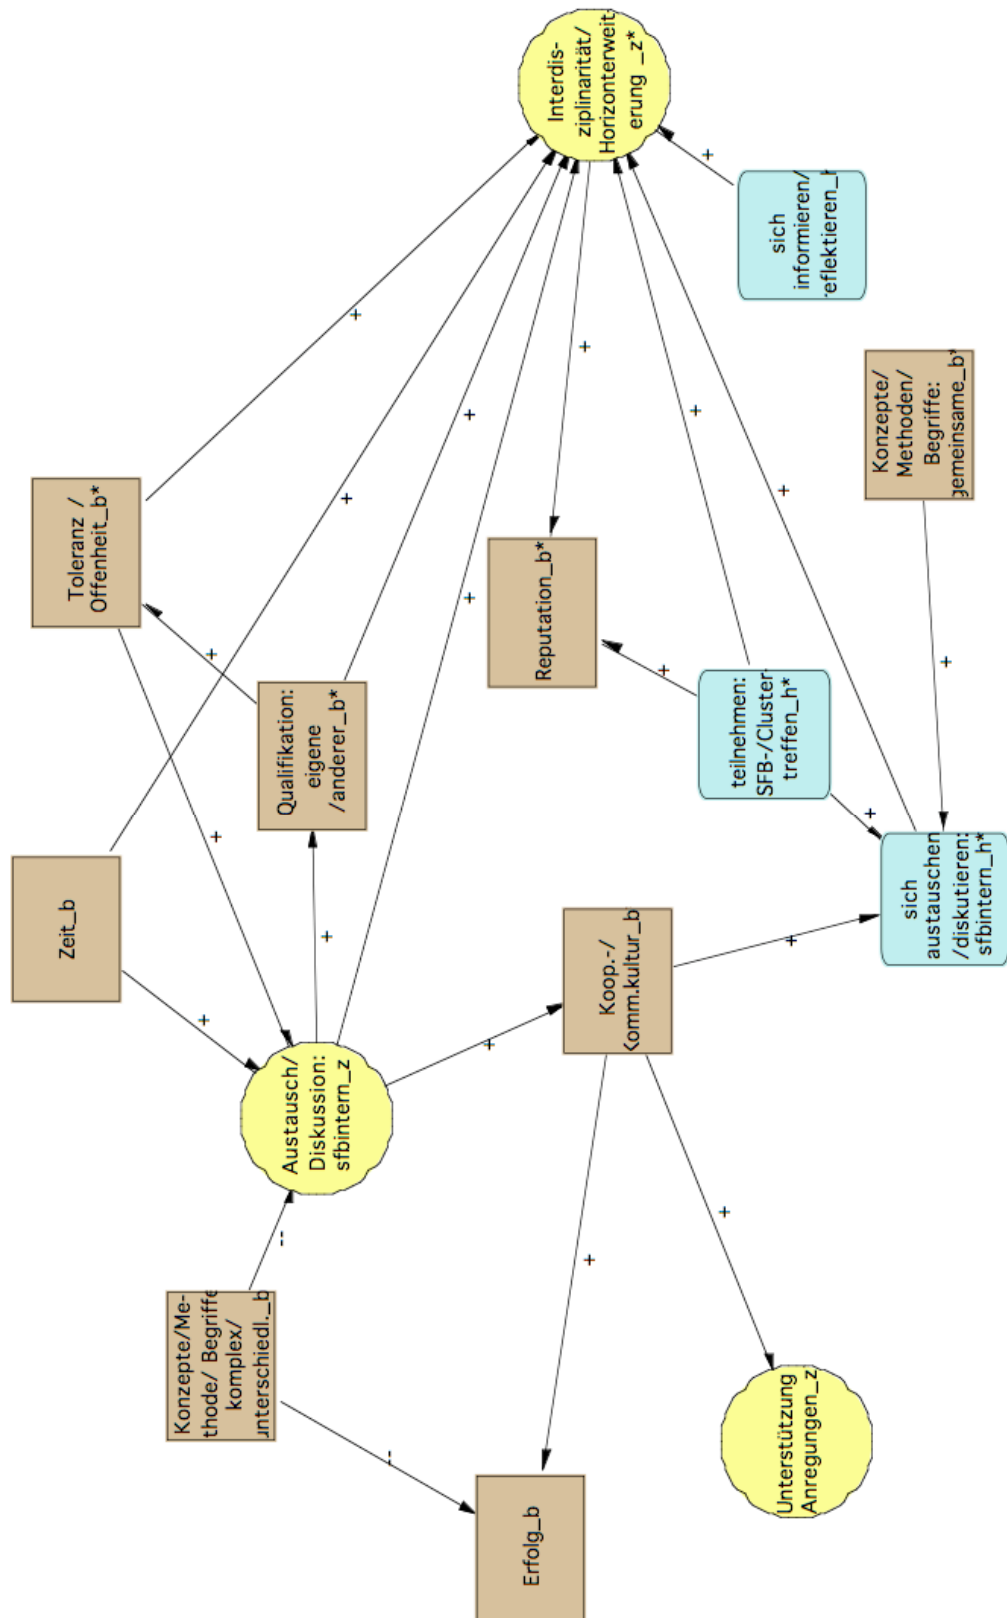 Zeit_b
Toleranz /
Offenheit_b*
+
+
+
Konzepte/Me-
thode/ Begriffe
komplex/
unterschiedl._b
--
Austausch/
Diskussion:
sfbintern_z
Qualifikation:
eigene
/anderer_b*
+
+
+
--
+
+
+
Erfolg_b
Reputation_b*
+
+
Koop.-/
Komm.kultur_b
Interdis-
ziplinarität/
Horizonterweit
erung _z*
+
+
+
+
teilnehmen:
SFB-/Cluster-
treffen_h*
Unterstützung
Anregungen_z
sich
informieren/
reflektieren_h
+
+
+
Konzepte/
Methoden/
Begriffe:
gemeinsame_b*
+
sich
austauschen
/diskutieren:
sfbintern_h*